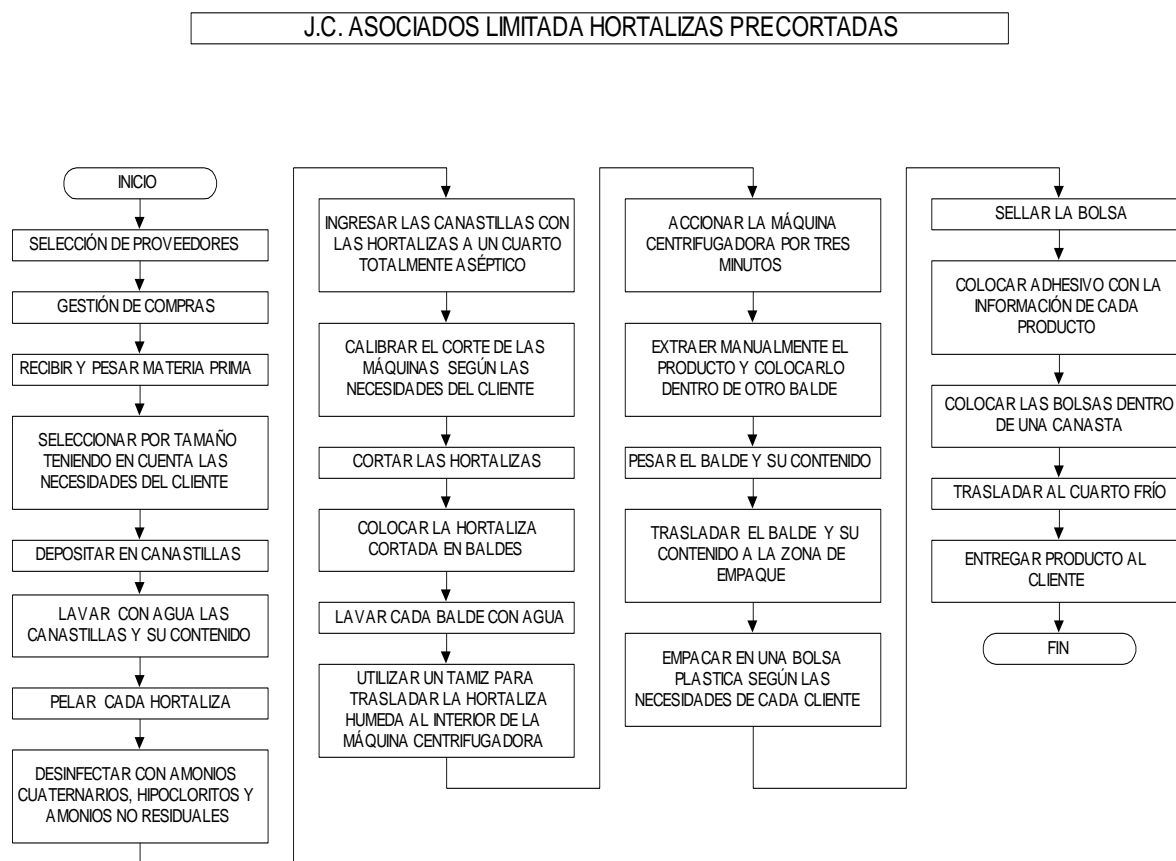 J.C. ASOCIADOS LIMITADA HORTALIZAS PRECORTADAS
INICIO
SELECCIÓN DE PROVEEDORES
GESTIÓN DE COMPRAS
RECIBIR Y PESAR MATERIA PRIMA
SELECCIONAR POR TAMAÑO
TENIENDO EN CUENTA LAS
NECESIDADES DEL CLIENTE
DEPOSITAR EN CANASTILLAS
LAVAR CON AGUA LAS
CANASTILLAS Y SU CONTENIDO
PELAR CADA HORTALIZA
DESINFECTAR CON AMONIOS
CUATERNARIOS, HIPOCLORITOS Y
AMONIOS NO RESIDUALES
INGRESAR LAS CANASTILLAS CON
LAS HORTALIZAS A UN CUARTO
TOTALMENTE ASÉPTICO
CALIBRAR EL CORTE DE LAS
MÁQUINAS SEGÚN LAS
NECESIDADES DEL CLIENTE
CORTAR LAS HORTALIZAS
COLOCAR LA HORTALIZA
CORTADA EN BALDES
LAVAR CADA BALDE CON AGUA
UTILIZAR UN TAMIZ PARA
TRASLADAR LA HORTALIZA
HUMEDA AL INTERIOR DE LA
MÁQUINA CENTRIFUGADORA
ACCIONAR LA MÁQUINA
CENTRIFUGADORA POR TRES
MINUTOS
EXTRAER MANUALMENTE EL
PRODUCTO Y COLOCARLO
DENTRO DE OTRO BALDE
PESAR EL BALDE Y SU CONTENIDO
TRASLADAR EL BALDE Y SU
CONTENIDO A LA ZONA DE
EMPAQUE
EMPACAR EN UNA BOLSA
PLASTICA SEGÚN LAS
NECESIDADES DE CADA CLIENTE
SELLAR LA BOLSA
COLOCAR ADHESIVO CON LA
INFORMACIÓN DE CADA
PRODUCTO
COLOCAR LAS BOLSAS DENTRO
DE UNA CANASTA
TRASLADAR AL CUARTO FRÍO
ENTREGAR PRODUCTO AL
CLIENTE
FIN